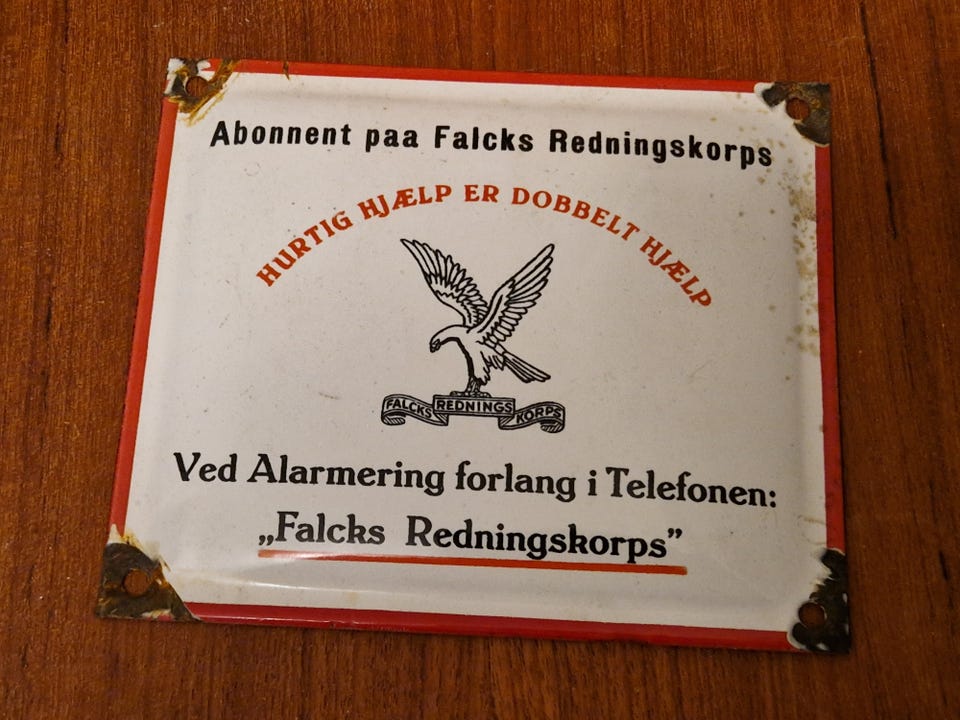 Abonnent paa Falcks Redningskorps
HURTIG HJÆLP ER DOBBELT HJÆLP
FALCKS REDNINGS KORPS
Ved Alarmering forlang i Telefonen:
„Falcks Redningskorps”